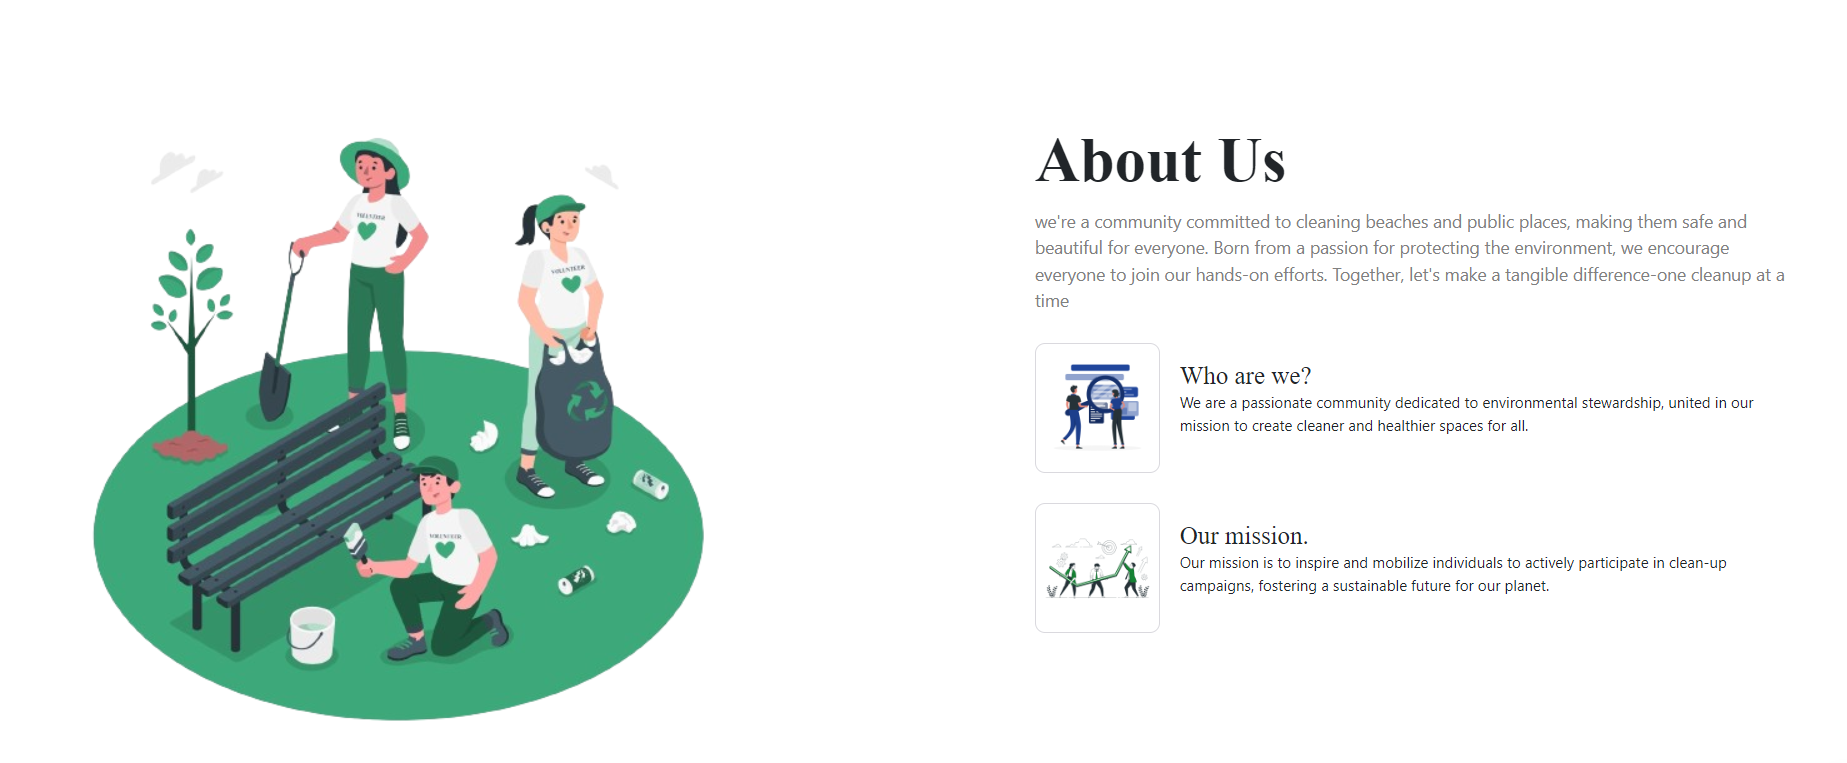 About Us
we're a community committed to cleaning beaches and public places, making them safe and
beautiful for everyone. Born from a passion for protecting the environment, we encourage
everyone to join our hands-on efforts. Together, let's make a tangible difference-one cleanup at a
time
Who are we?
We are a passionate community dedicated to environmental stewardship, united in our
mission to create cleaner and healthier spaces for all.
Our mission.
Our mission is to inspire and mobilize individuals to actively participate in clean-up
campaigns, fostering a sustainable future for our planet.
VOLUNTEER
VOLUNTEER
VOLUNTEER